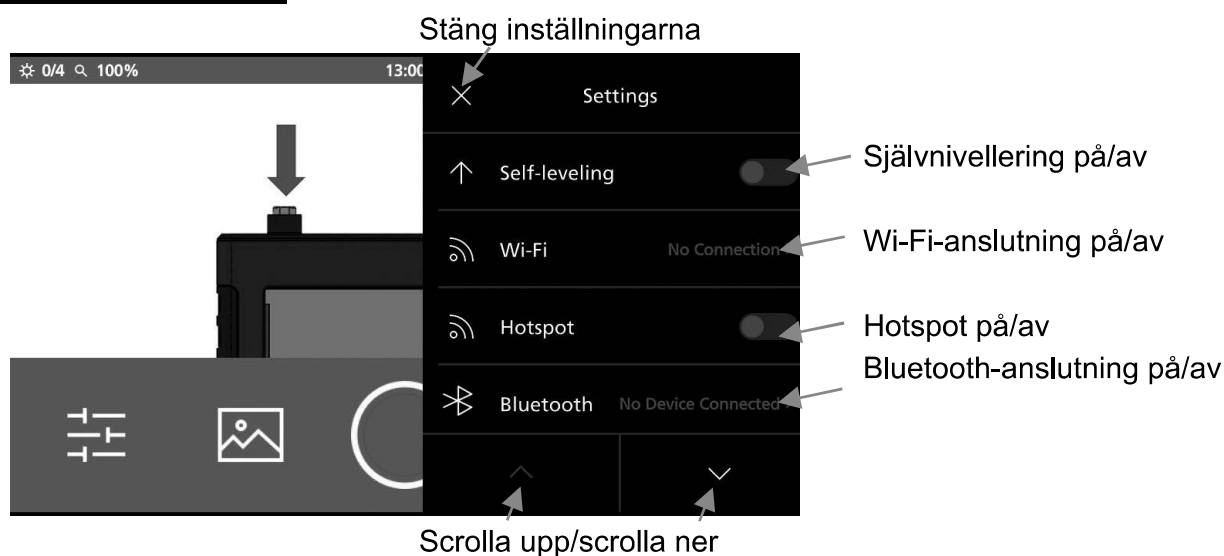 Stäng inställningarna
0/4 100% 13:00
Settings
Self-leveling
Självnivellering på/av
Wi-Fi No Connection
Wi-Fi-anslutning på/av
Hotspot
Hotspot på/av
Bluetooth-anslutning på/av
Bluetooth No Device Connected
Scrolla upp/scrolla ner